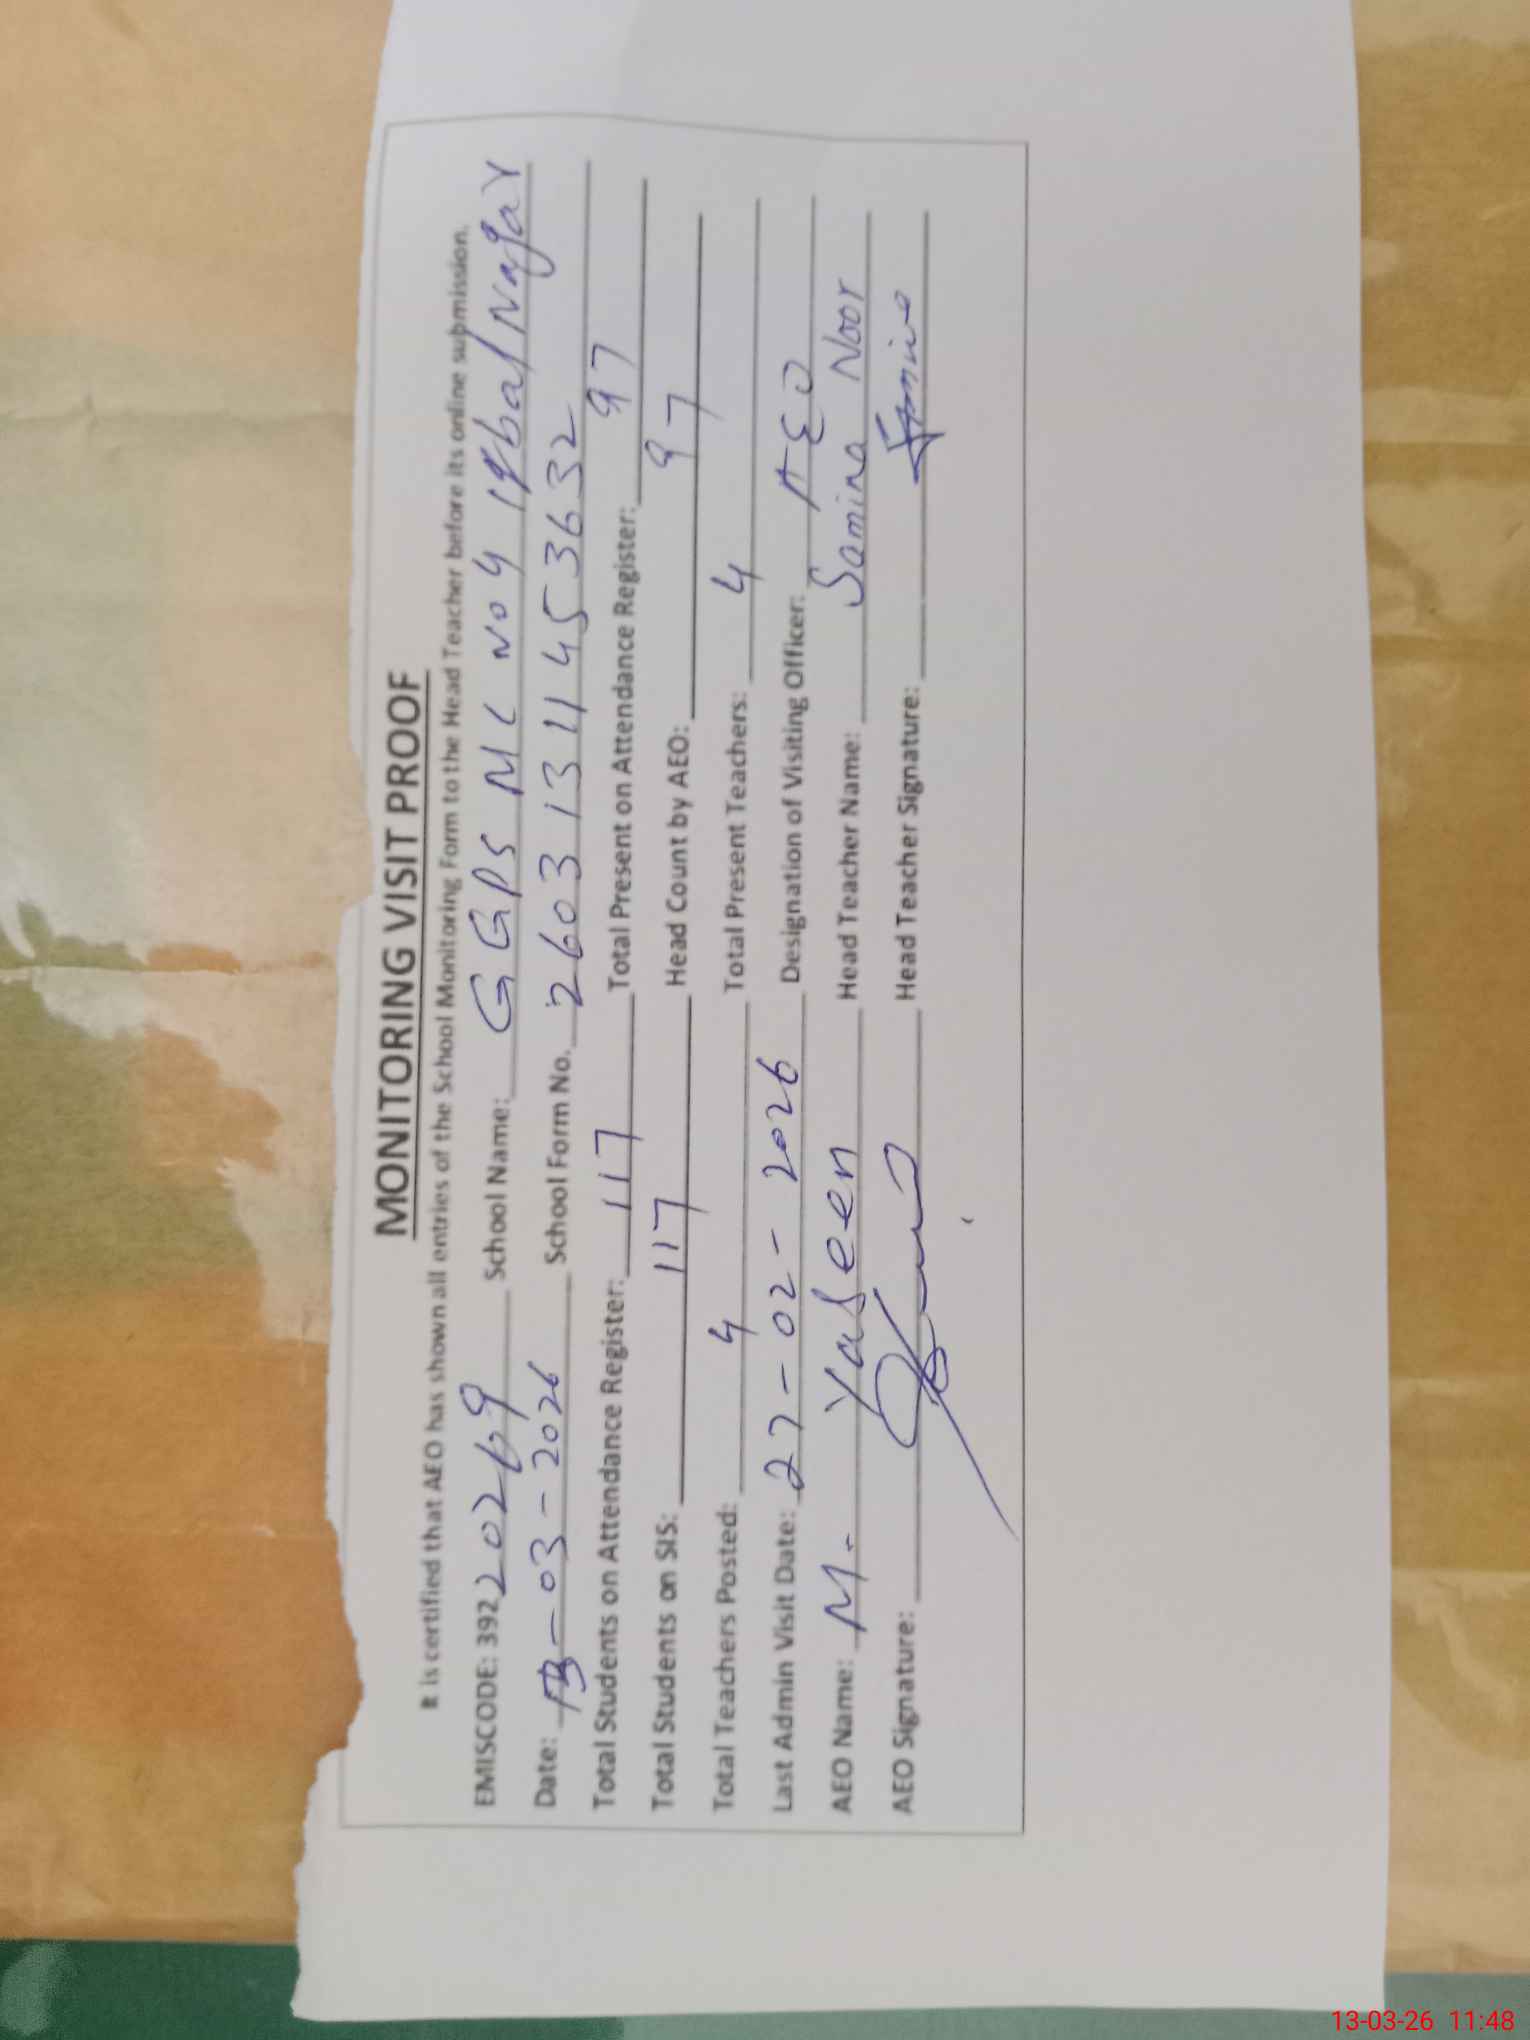 MONITORING VISIT PROOF
It is certified that AEO has shown all entries of the School Monitoring Form to the Head Teacher before its online submission.
EMISCODE: 39220269 School Name: GGPS MC No 4 Iqbal Nagar
Date: 13-03-2026 School Form No. 2603131145 3632
Total Students on Attendance Register: 117 Total Present on Attendance Register: 97
Total Students on SIS: 117 Head Count by AEO: 97
Total Teachers Posted: 4 Total Present Teachers: 4
Last Admin Visit Date: 27-02-2026 Designation of Visiting Officer: AEO
AEO Name: M. Yaseen Head Teacher Name: Samina Noor
AEO Signature: Head Teacher Signature:
13-03-26 11:48